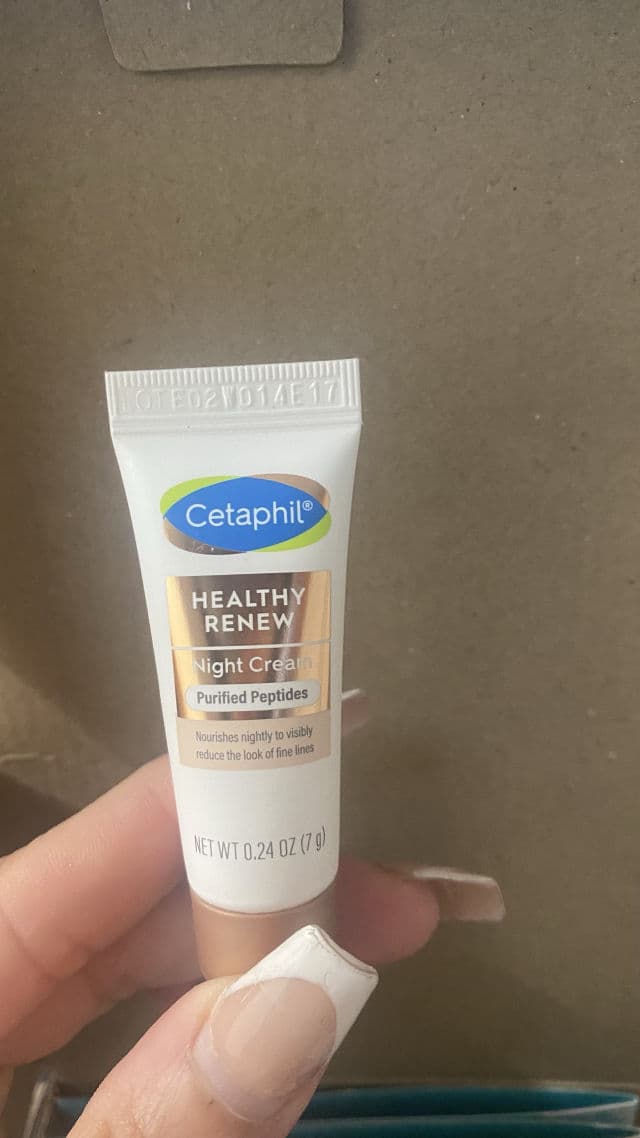 Cetaphil®
HEALTHY
RENEW
Night Cream
Purified Peptides
Nourishes nightly to visibly
reduce the look of fine lines
NET WT 0.24 OZ (7 g)